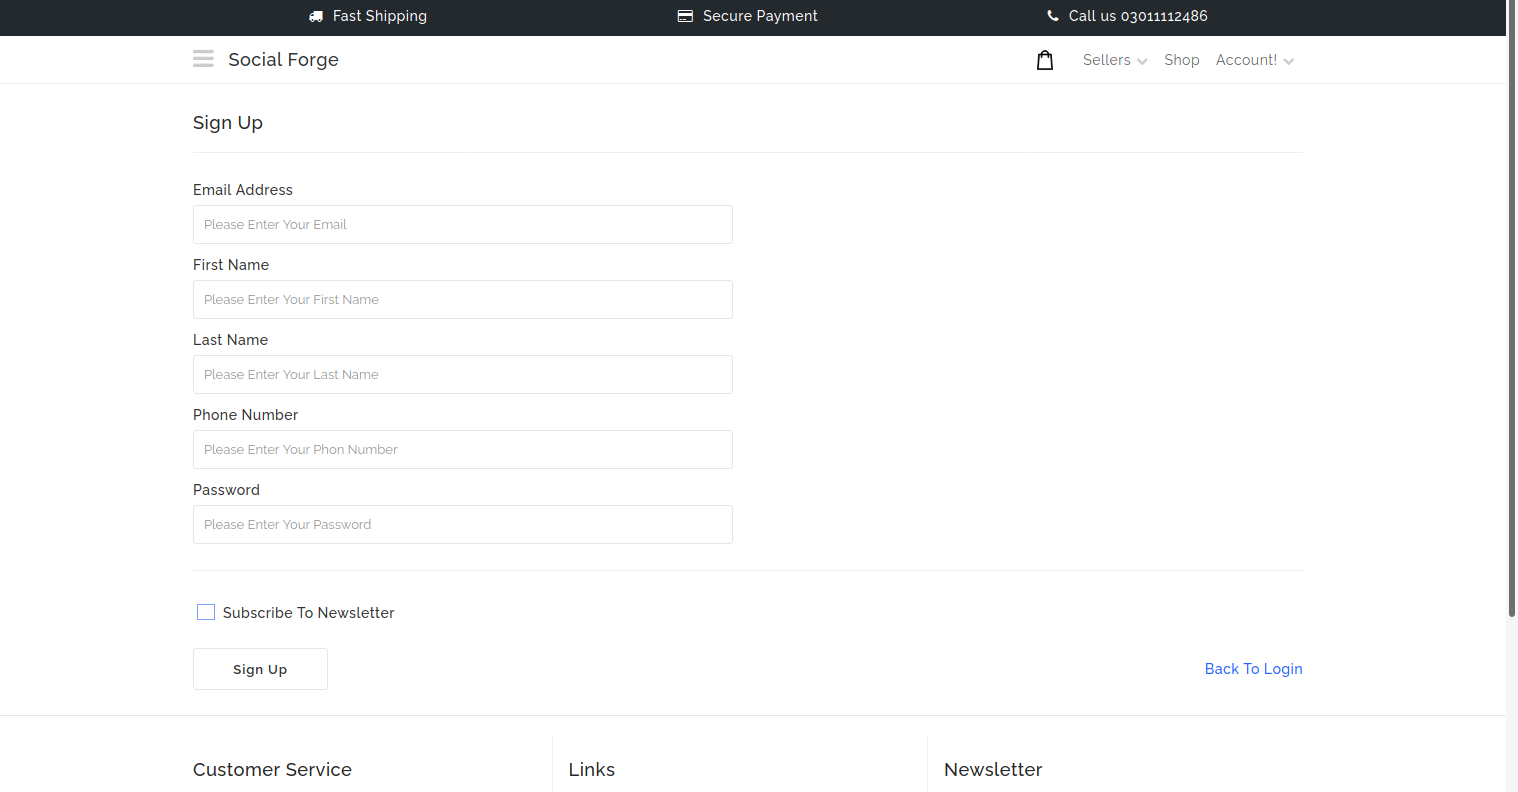 Fast Shipping
Secure Payment
Call us 03011112486
Social Forge
Sellers
Shop
Account!
Sign Up
Email Address
Please Enter Your Email
First Name
Please Enter Your First Name
Last Name
Please Enter Your Last Name
Phone Number
Please Enter Your Phon Number
Password
Please Enter Your Password
Subscribe To Newsletter
Sign Up
Back To Login
Customer Service
Links
Newsletter